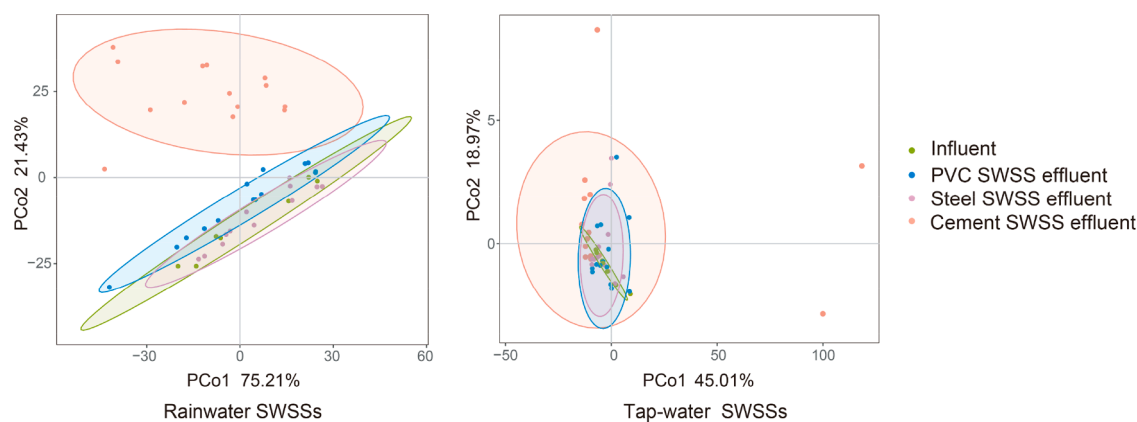 25
0
−25
PCo2 21.43%
−30
0
30
60
PCo1 75.21%
Rainwater SWSSs
5
0
PCo2 18.97%
−50
0
50
100
PCo1 45.01%
Tap-water SWSSs
Influent
PVC SWSS effluent
Steel SWSS effluent
Cement SWSS effluent